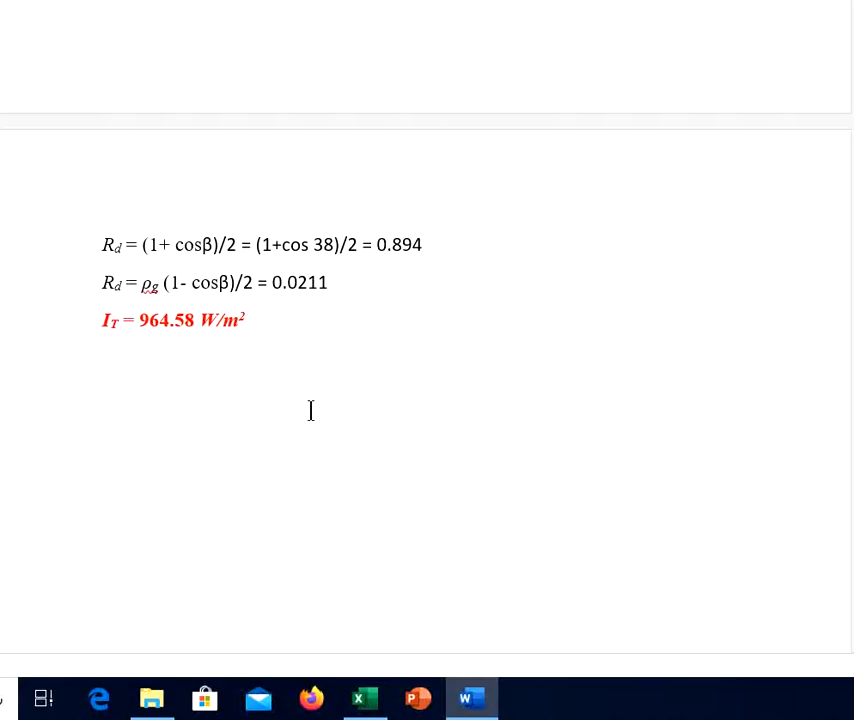 Rd = (1+ cosβ)/2 = (1+cos 38)/2 = 0.894
Rd = ρg (1- cosβ)/2 = 0.0211
IT = 964.58 W/m²